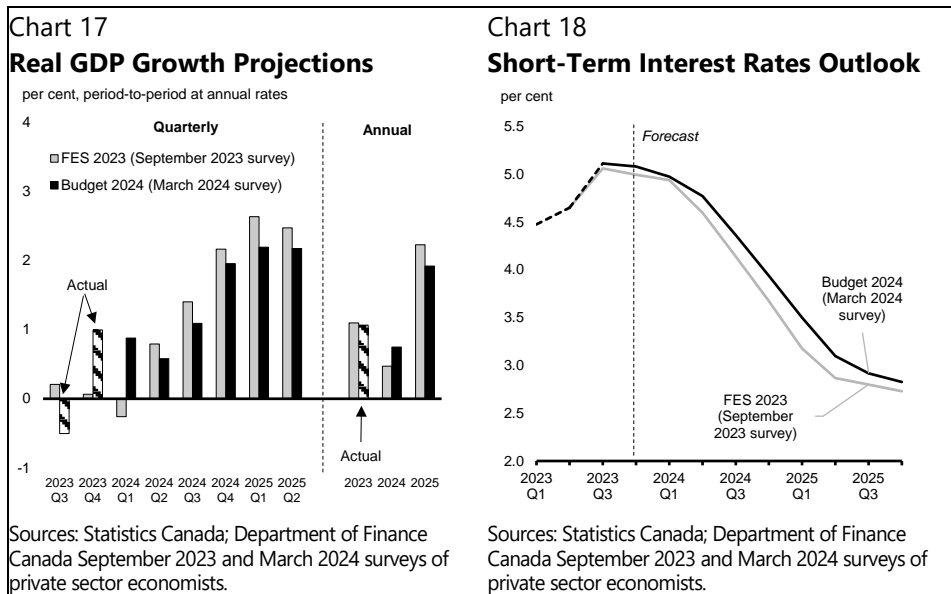 Chart 17
Real GDP Growth Projections
per cent, period-to-period at annual rates
4
3
2
1
0
-1
Quarterly
Annual
FES 2023 (September 2023 survey)
Budget 2024 (March 2024 survey)
Actual
Actual
2023 Q3
2023 Q4
2024 Q1
2024 Q2
2024 Q3
2024 Q4
2025 Q1
2025 Q2
2023
2024
2025
Sources: Statistics Canada; Department of Finance
Canada September 2023 and March 2024 surveys of
private sector economists.
Chart 18
Short-Term Interest Rates Outlook
per cent
5.5
5.0
4.5
4.0
3.5
3.0
2.5
2.0
Forecast
Budget 2024
(March 2024
survey)
FES 2023
(September
2023 survey)
2023 Q1
2023 Q3
2024 Q1
2024 Q3
2025 Q1
2025 Q3
Sources: Statistics Canada; Department of Finance
Canada September 2023 and March 2024 surveys of
private sector economists.